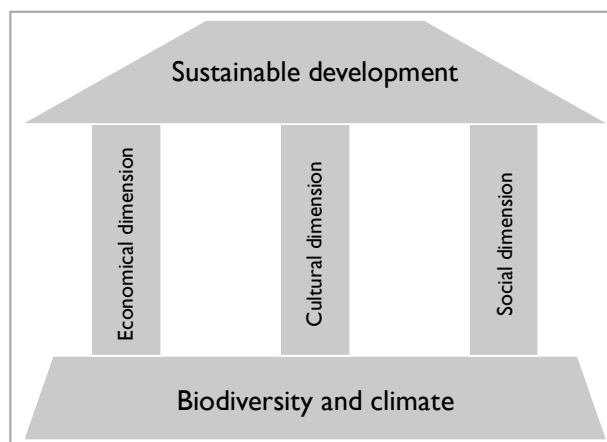 Sustainable development
Economical dimension
Cultural dimension
Social dimension
Biodiversity and climate